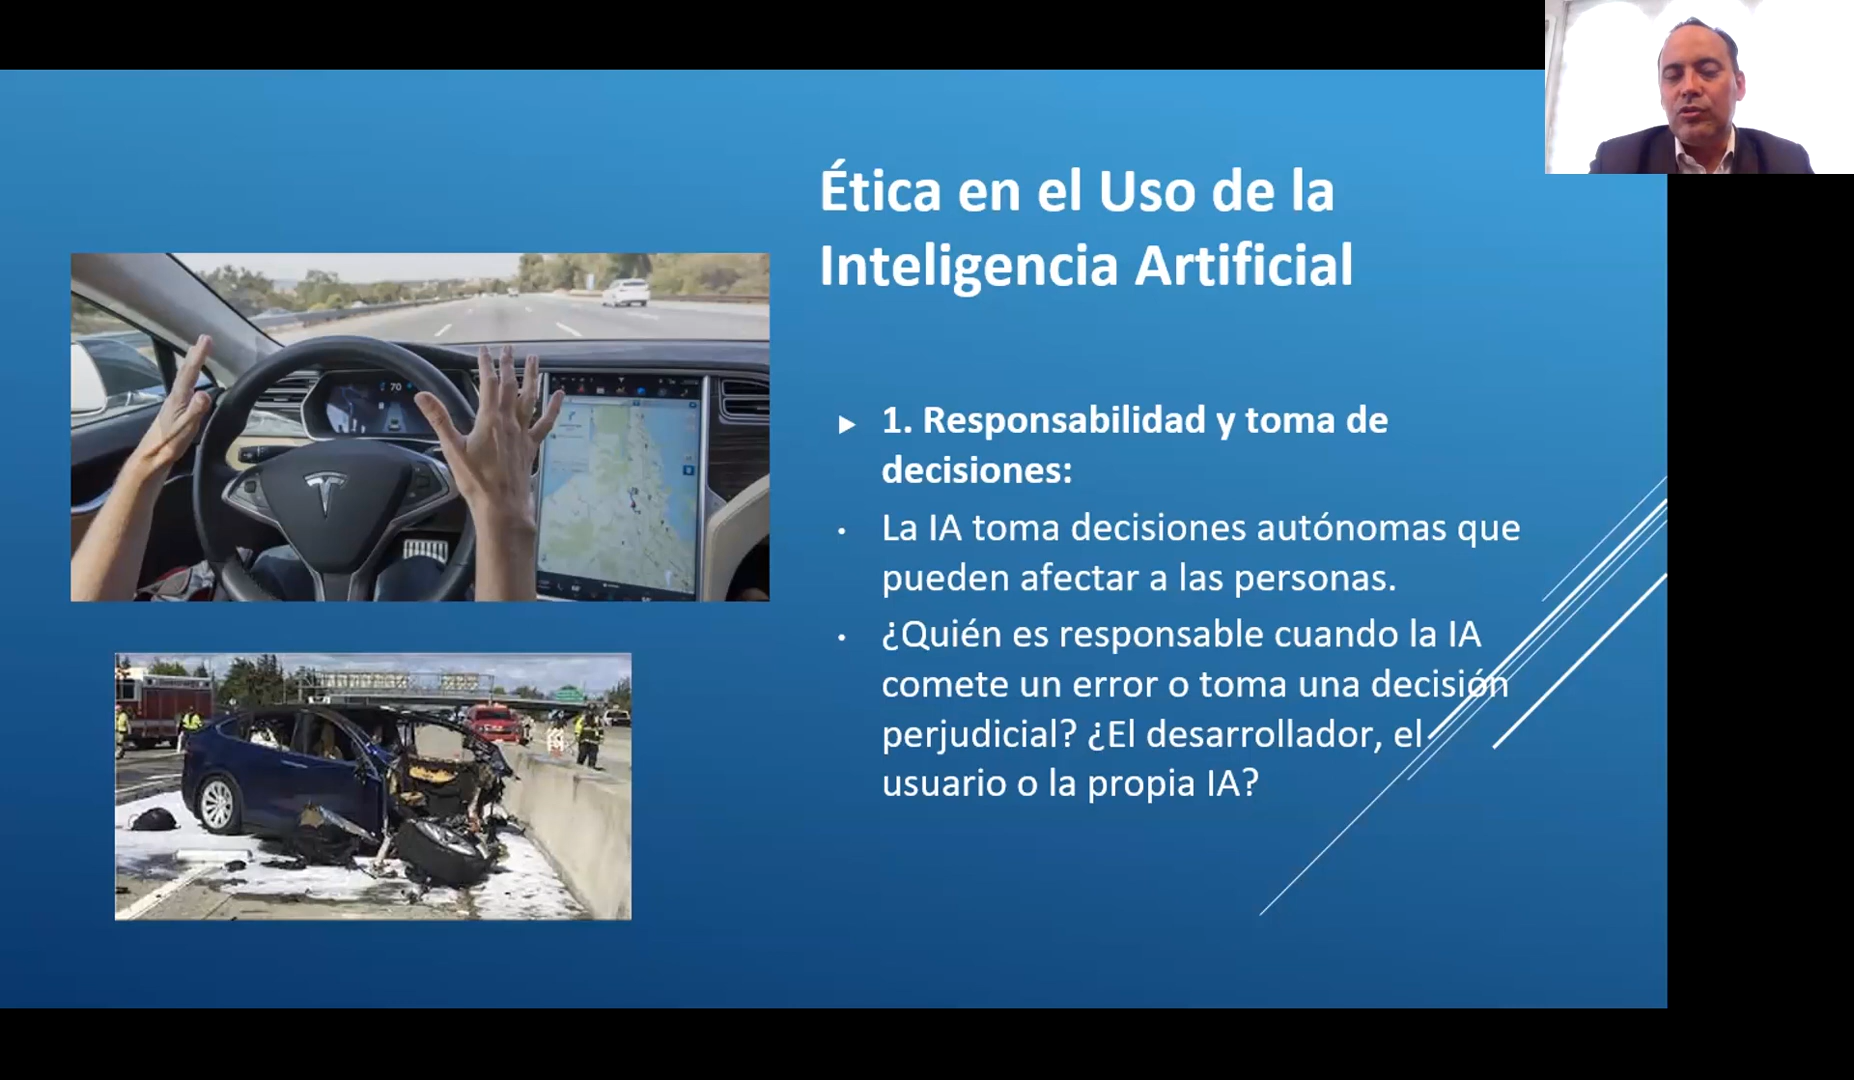 Ética en el Uso de la
Inteligencia Artificial
1. Responsabilidad y toma de
decisiones:
La IA toma decisiones autónomas que
pueden afectar a las personas.
¿Quién es responsable cuando la IA
comete un error o toma una decisión
perjudicial? ¿El desarrollador, el
usuario o la propia IA?
70